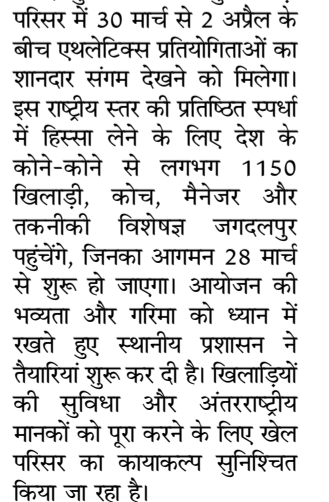 परिसर में 30 मार्च से 2 अप्रैल के
बीच एथलेटिक्स प्रतियोगिताओं का
शानदार संगम देखने को मिलेगा।
इस राष्ट्रीय स्तर की प्रतिष्ठित स्पर्धा
में हिस्सा लेने के लिए देश के
कोने-कोने से लगभग 1150
खिलाड़ी, कोच, मैनेजर और
तकनीकी विशेषज्ञ जगदलपुर
पहुंचेंगे, जिनका आगमन 28 मार्च
से शुरू हो जाएगा। आयोजन की
भव्यता और गरिमा को ध्यान में
रखते हुए स्थानीय प्रशासन ने
तैयारियां शुरू कर दी है। खिलाड़ियों
की सुविधा और अंतरराष्ट्रीय
मानकों को पूरा करने के लिए खेल
परिसर का कायाकल्प सुनिश्चित
किया जा रहा है।